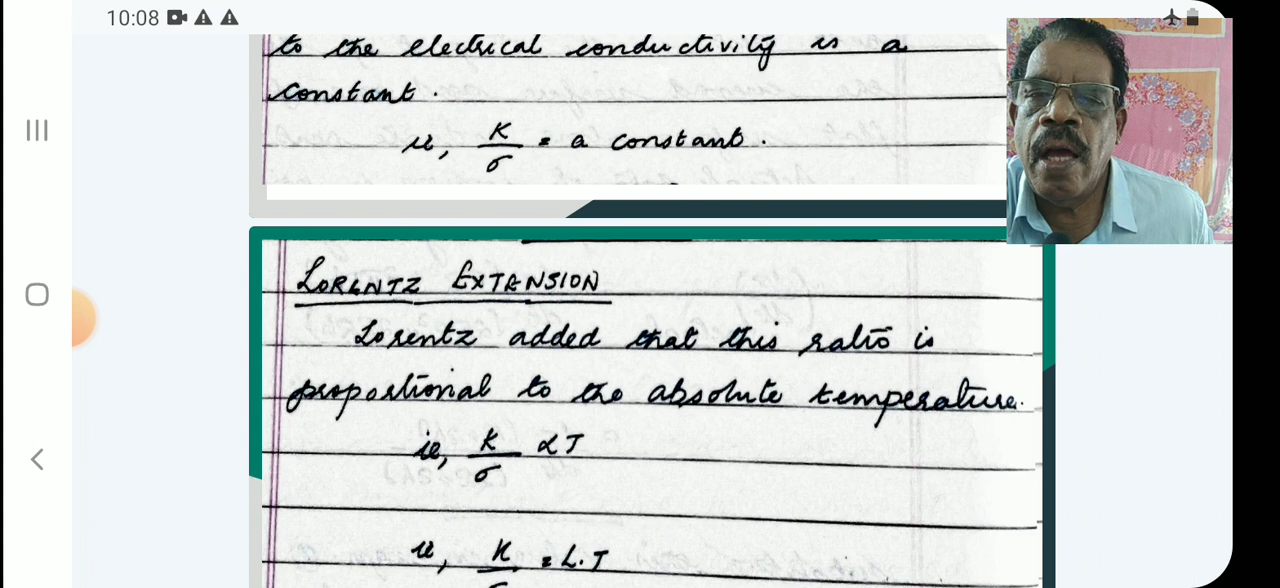 10:08
to the electrical conductivity is a
constant.
ie, K/σ = a constant.
LORENTZ EXTENSION
Lorentz added that this ratio is
proportional to the absolute temperature.
ie, K/σ α T
ie, K/σ = L.T